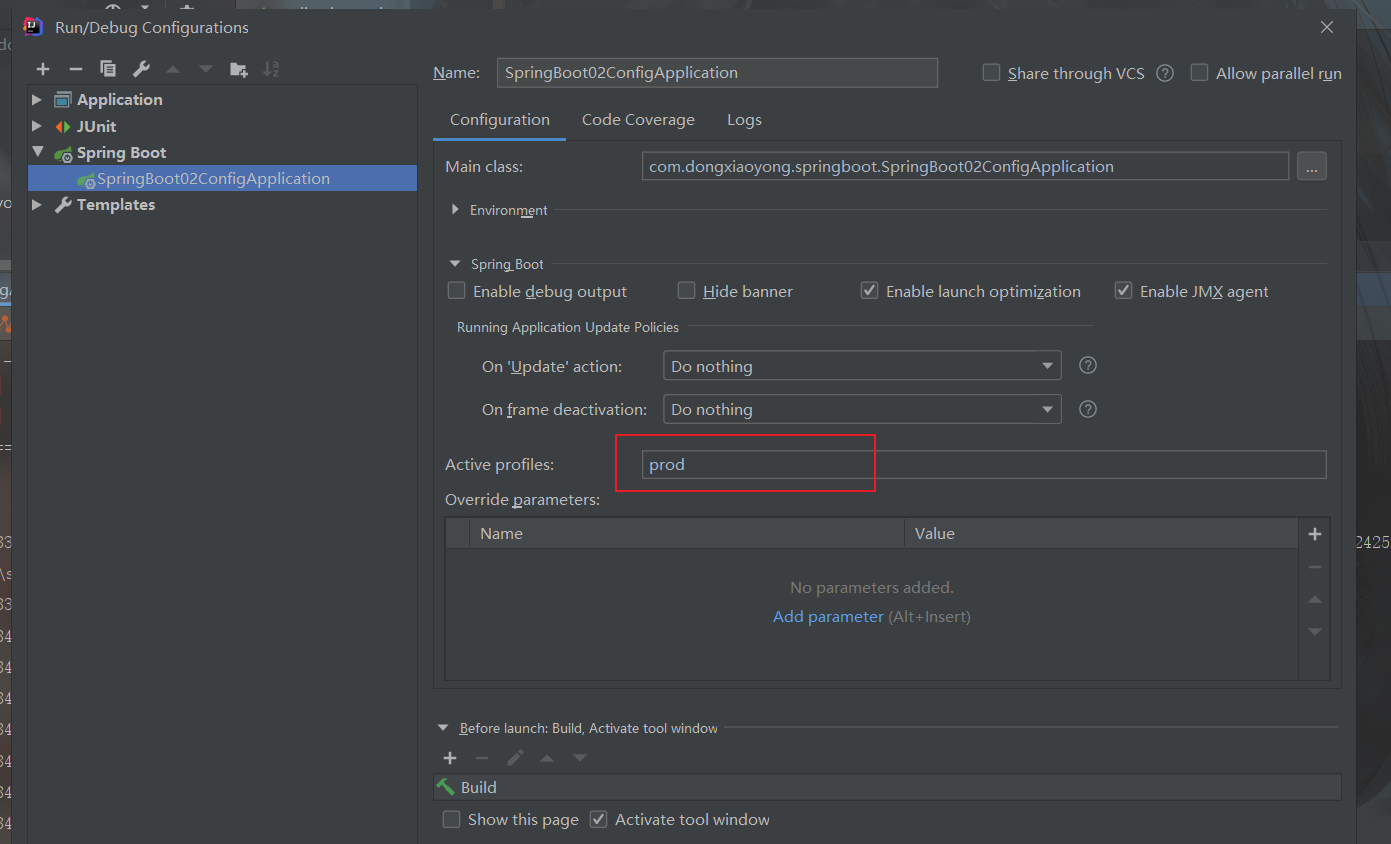 Run/Debug Configurations
Name: SpringBoot02ConfigApplication Share through VCS ? Allow parallel run
Application
JUnit
Spring Boot
SpringBoot02ConfigApplication
Templates
Configuration Code Coverage Logs
Main class: com.dongxiaoyong.springboot.SpringBoot02ConfigApplication ...
Environment
Spring Boot
Enable debug output Hide banner Enable launch optimization Enable JMX agent
Running Application Update Policies
On 'Update' action: Do nothing ?
On frame deactivation: Do nothing ?
Active profiles: prod
Override parameters:
Name Value
No parameters added.
Add parameter (Alt+Insert)
Before launch: Build, Activate tool window
Build
Show this page Activate tool window
2425